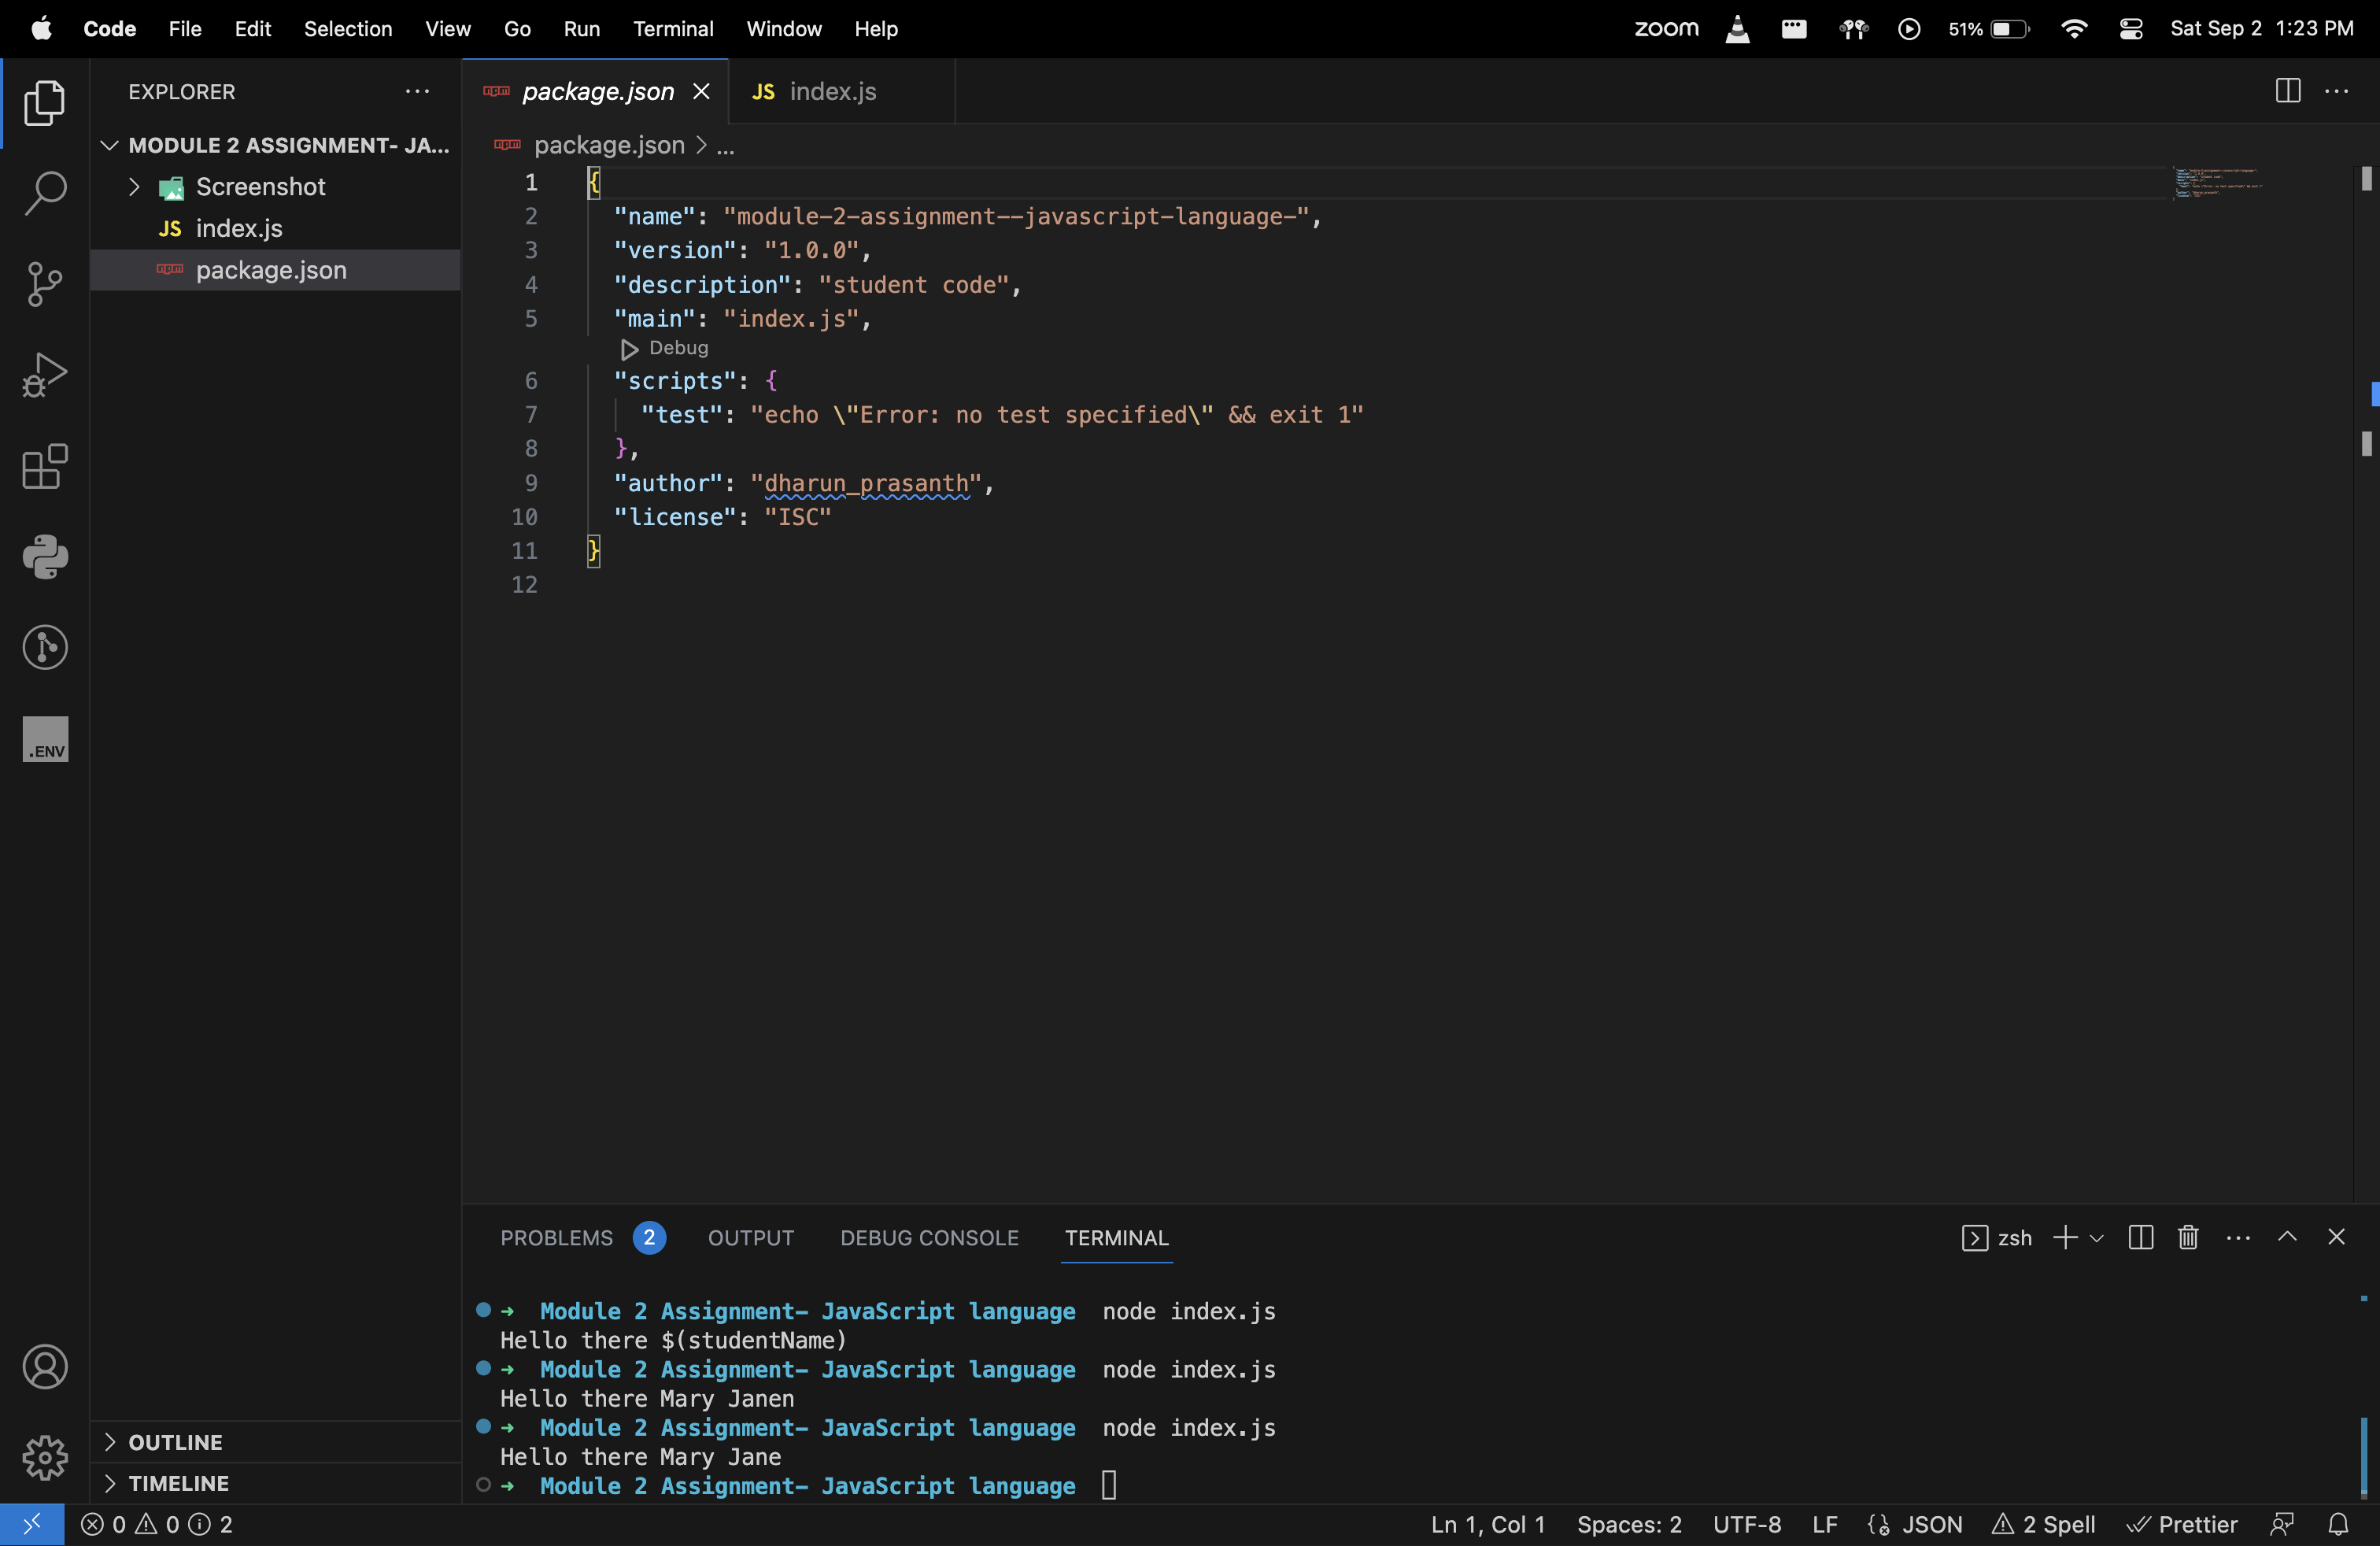 Code File Edit Selection View Go Run Terminal Window Help zoom 51% Sat Sep 2 1:23 PM
EXPLORER
MODULE 2 ASSIGNMENT- JA...
Screenshot
JS index.js
package.json
.ENV
OUTLINE
TIMELINE
package.json JS index.js
package.json > ...
1 {
2 "name": "module-2-assignment--javascript-language-",
3 "version": "1.0.0",
4 "description": "student code",
5 "main": "index.js",
Debug
6 "scripts": {
7 "test": "echo \"Error: no test specified\" && exit 1"
8 },
9 "author": "dharun_prasanth",
10 "license": "ISC"
11 }
12
PROBLEMS 2 OUTPUT DEBUG CONSOLE TERMINAL zsh
➜ Module 2 Assignment- JavaScript language node index.js
Hello there $(studentName)
➜ Module 2 Assignment- JavaScript language node index.js
Hello there Mary Janen
➜ Module 2 Assignment- JavaScript language node index.js
Hello there Mary Jane
➜ Module 2 Assignment- JavaScript language
0 0 2 Ln 1, Col 1 Spaces: 2 UTF-8 LF JSON 2 Spell Prettier